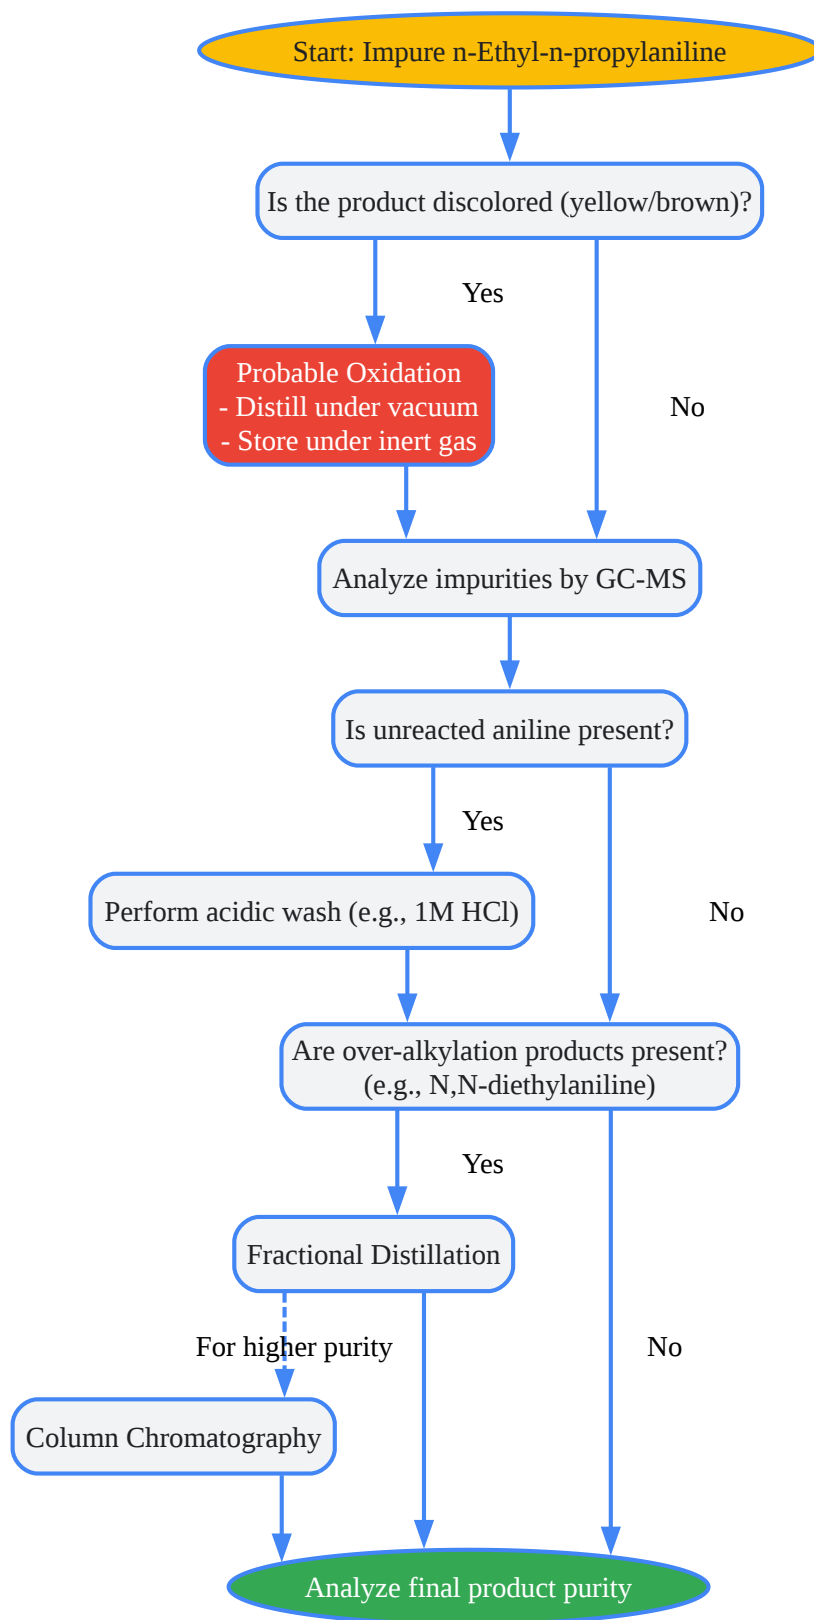 Start: Impure n-Ethyl-n-propylaniline
Is the product discolored (yellow/brown)?
Yes
Probable Oxidation
- Distill under vacuum
- Store under inert gas
No
Analyze impurities by GC-MS
Is unreacted aniline present?
Yes
Perform acidic wash (e.g., 1M HCl)
No
Are over-alkylation products present?
(e.g., N,N-diethylaniline)
Yes
Fractional Distillation
For higher purity
No
Column Chromatography
Analyze final product purity